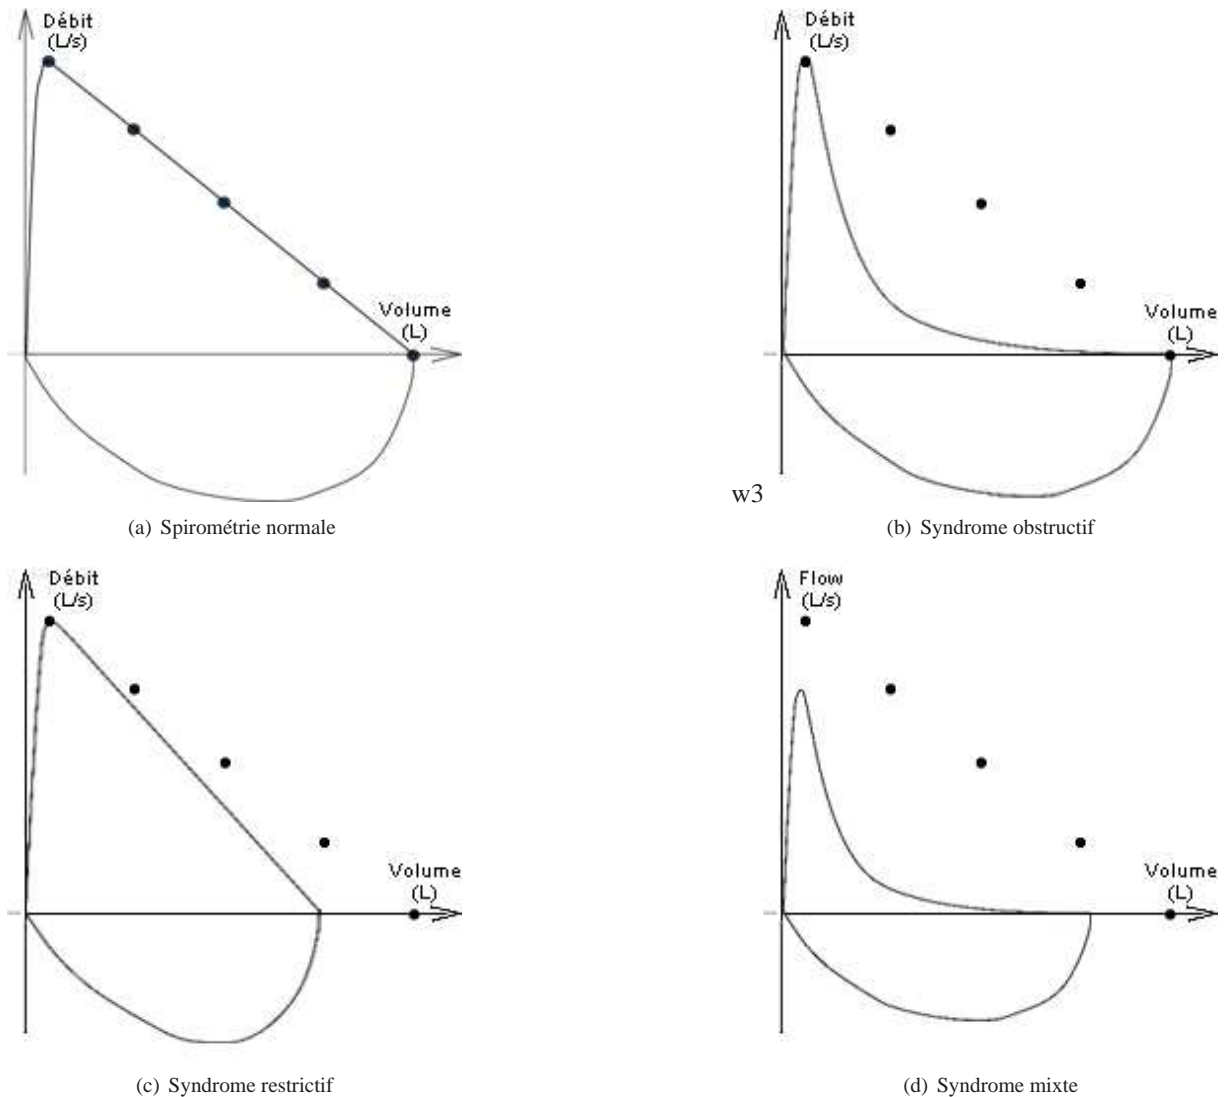 Débit
(L/s)
Volume
(L)
(a) Spirométrie normale
Débit
(L/s)
Volume
(L)
w3
(b) Syndrome obstructif
Débit
(L/s)
Volume
(L)
(c) Syndrome restrictif
Flow
(L/s)
Volume
(L)
(d) Syndrome mixte